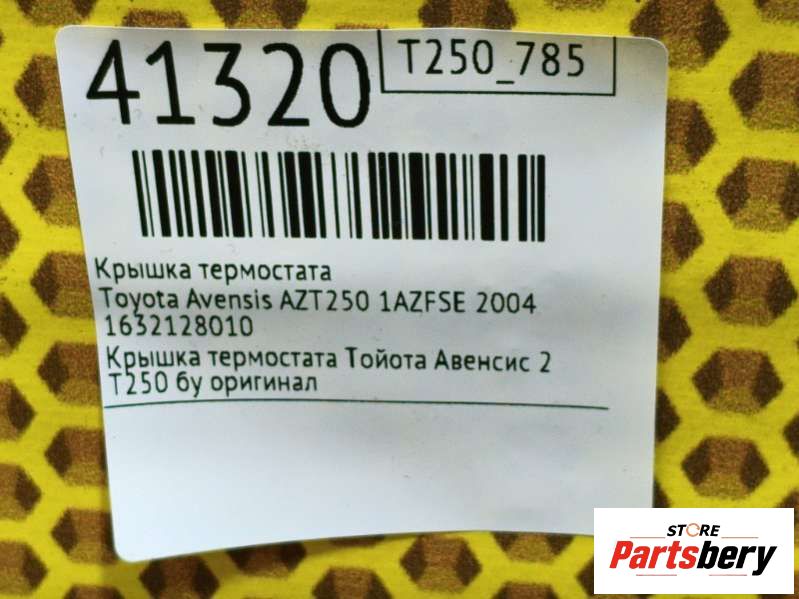 41320
T250_785
Крышка термостата
Toyota Avensis AZT250 1AZFSE 2004
1632128010
Крышка термостата Тойота Авенсис 2
Т250 бу оригинал
STORE
Partsbery